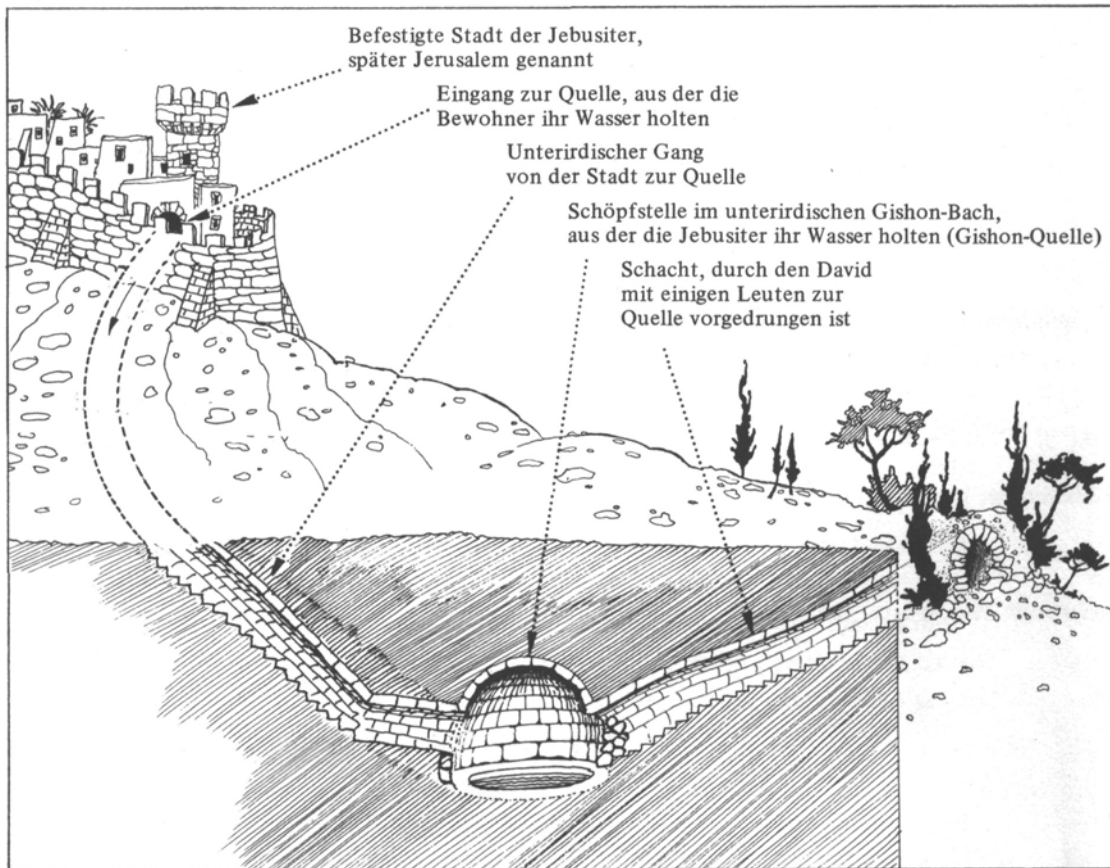 Befestigte Stadt der Jebusiter,
später Jerusalem genannt
Eingang zur Quelle, aus der die
Bewohner ihr Wasser holten
Unterirdischer Gang
von der Stadt zur Quelle
Schöpfstelle im unterirdischen Gishon-Bach,
aus der die Jebusiter ihr Wasser holten (Gishon-Quelle)
Schacht, durch den David
mit einigen Leuten zur
Quelle vorgedrungen ist